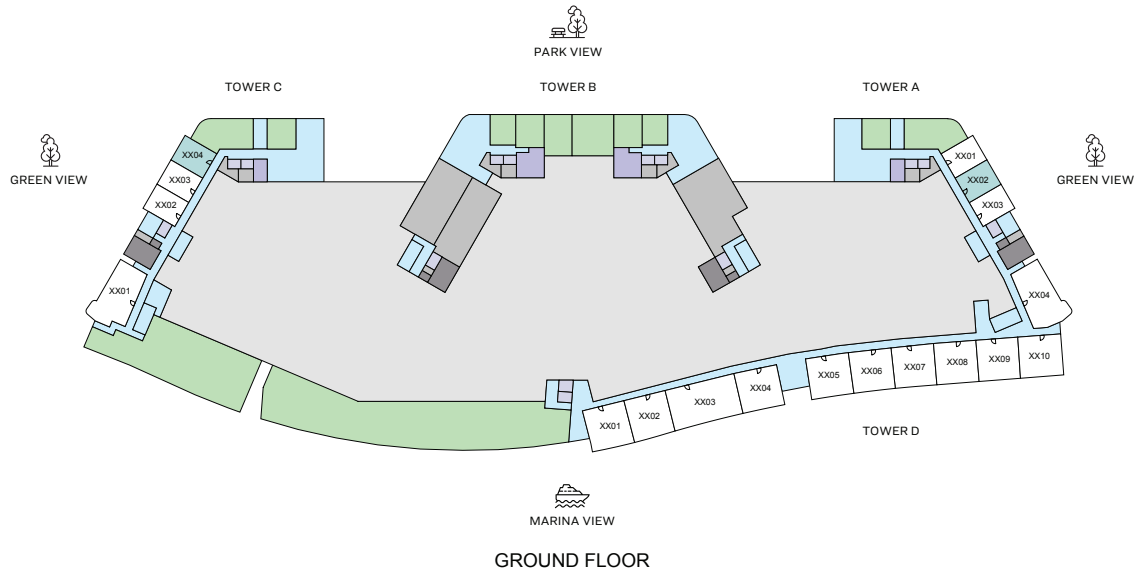 PARK VIEW
TOWER C
TOWER B
TOWER A
GREEN VIEW
GREEN VIEW
XX04
XX03
XX02
XX01
XX01
XX02
XX03
XX04
XX01
XX02
XX03
XX04
XX05
XX06
XX07
XX08
XX09
XX10
TOWER D
MARINA VIEW
GROUND FLOOR